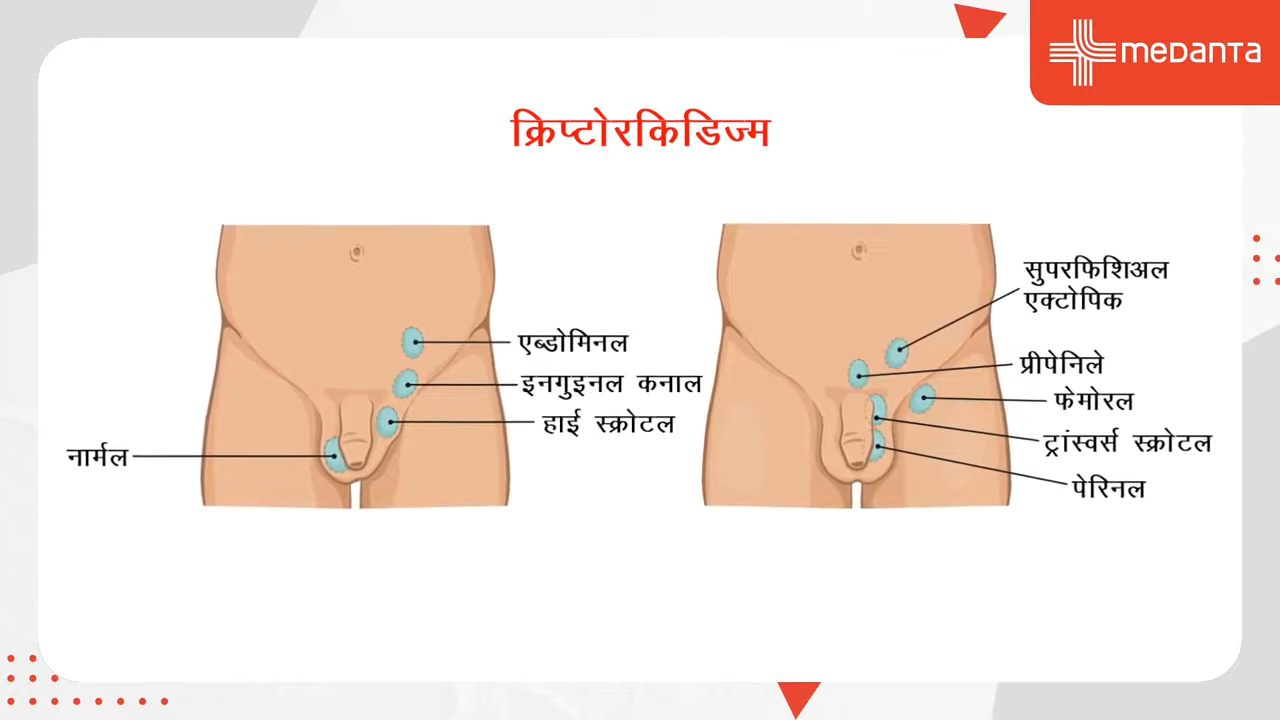 medanta
क्रिप्टोरकिडिज्म
एब्डोमिनल
इनगुइनल कनाल
हाई स्क्रोटल
नार्मल
सुपरफिशिअल
एक्टोपिक
प्रीपेनिले
फेमोरल
ट्रांस्वर्स स्क्रोटल
पेरिनल